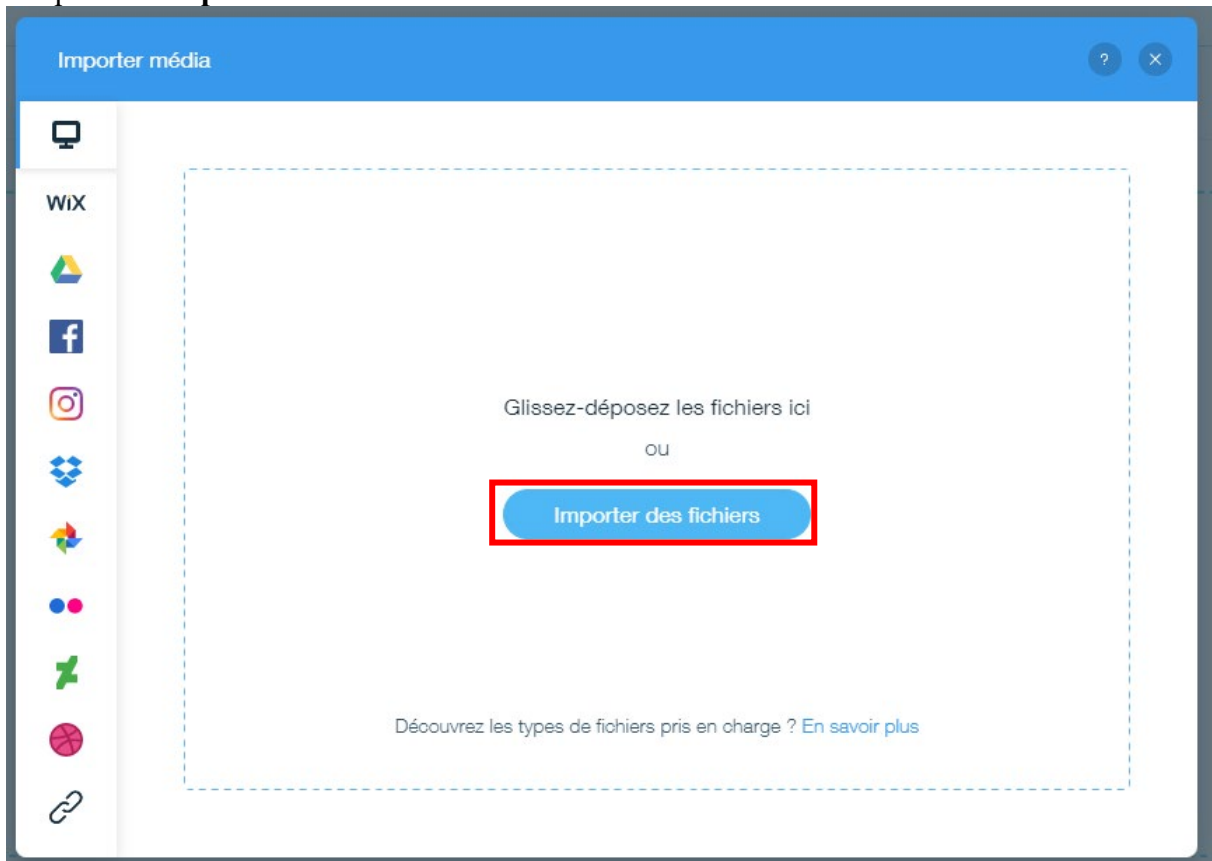 Importer média
?
WiX
Glissez-déposez les fichiers ici
ou
Importer des fichiers
Découvrez les types de fichiers pris en charge ? En savoir plus